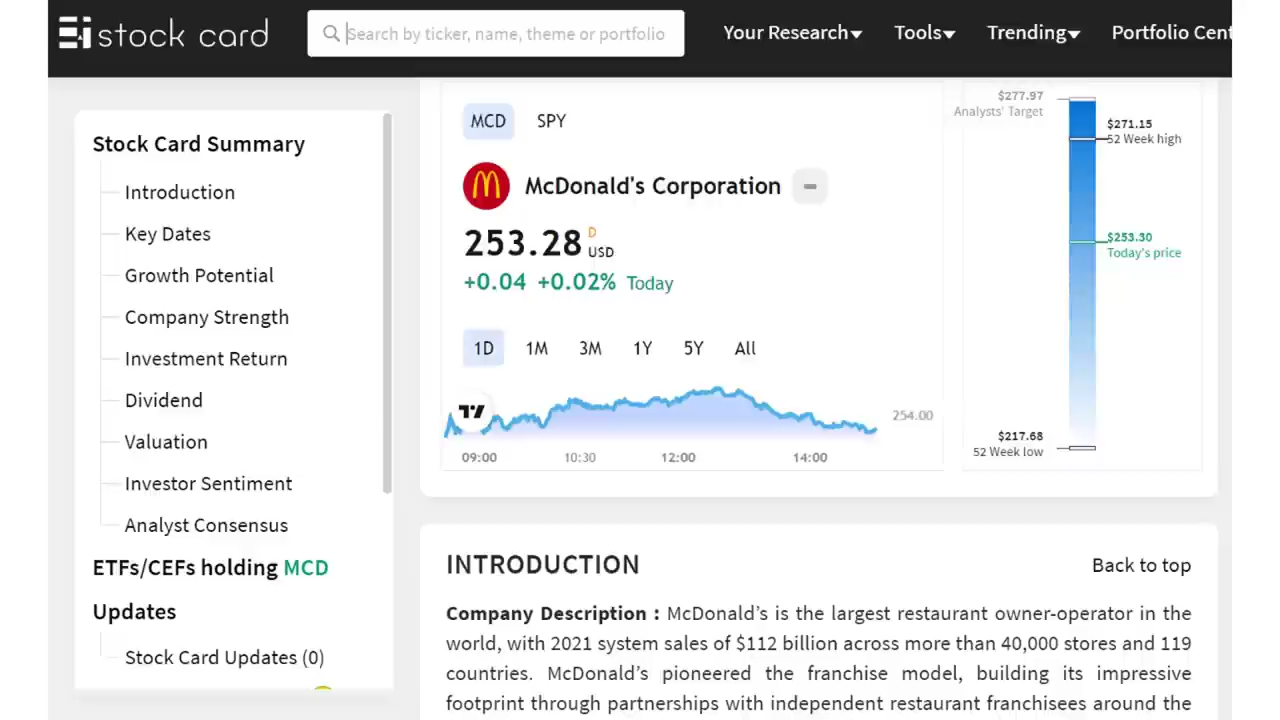 stock card
Search by ticker, name, theme or portfolio
Your Research
Tools
Trending
Portfolio Cent
Stock Card Summary
Introduction
Key Dates
Growth Potential
Company Strength
Investment Return
Dividend
Valuation
Investor Sentiment
Analyst Consensus
ETFs/CEFs holding MCD
Updates
Stock Card Updates (0)
MCD SPY
McDonald's Corporation
253.28 D USD
+0.04 +0.02% Today
1D 1M 3M 1Y 5Y All
254.00
09:00 10:30 12:00 14:00
$277.97
Analysts' Target
$271.15
52 Week high
$253.30
Today's price
$217.68
52 Week low
INTRODUCTION
Back to top
Company Description : McDonald's is the largest restaurant owner-operator in the
world, with 2021 system sales of $112 billion across more than 40,000 stores and 119
countries. McDonald's pioneered the franchise model, building its impressive
footprint through partnerships with independent restaurant franchisees around the